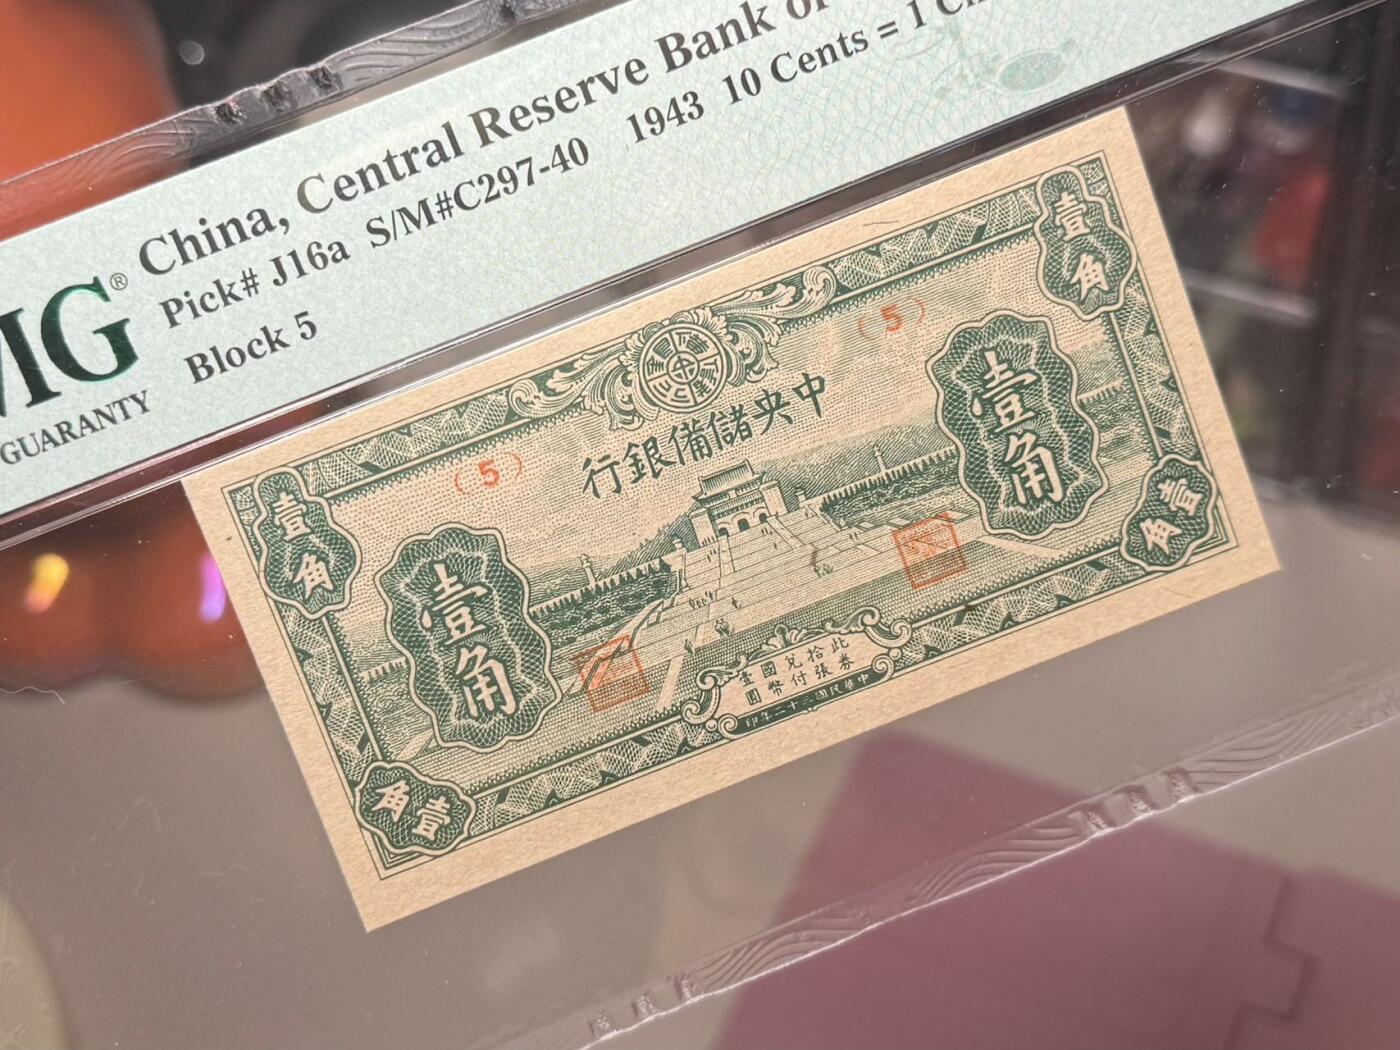 China, Central Reserve Bank of
Pick# J16a S/M#C297-40 1943 10 Cents = 1
Block 5
MG®
GUARANTY
壹角
(5)
中央儲備銀行
(5)
壹角
壹角
壹角
此券拾張兌付國幣壹圓
中華民國三十二年印
壹角
壹角